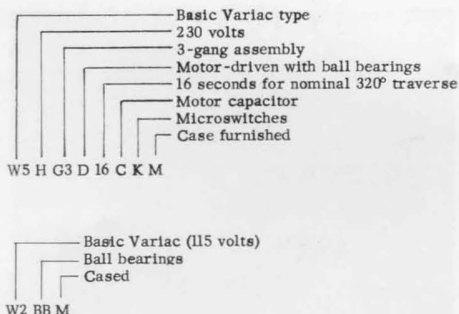 Basic Variac type
230 volts
3-gang assembly
Motor-driven with ball bearings
16 seconds for nominal 320° traverse
Motor capacitor
Microswitches
Case furnished
W5 H G3 D 16 C K M
Basic Variac (115 volts)
Ball bearings
Cased
W2 BB M